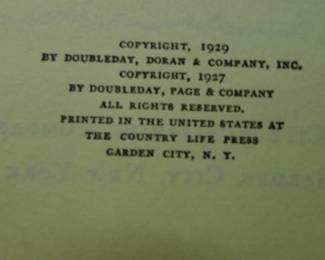 COPYRIGHT, 1929
BY DOUBLEDAY, DORAN & COMPANY, INC.
COPYRIGHT, 1927
BY DOUBLEDAY, PAGE & COMPANY
ALL RIGHTS RESERVED.
PRINTED IN THE UNITED STATES AT
THE COUNTRY LIFE PRESS
GARDEN CITY, N. Y.